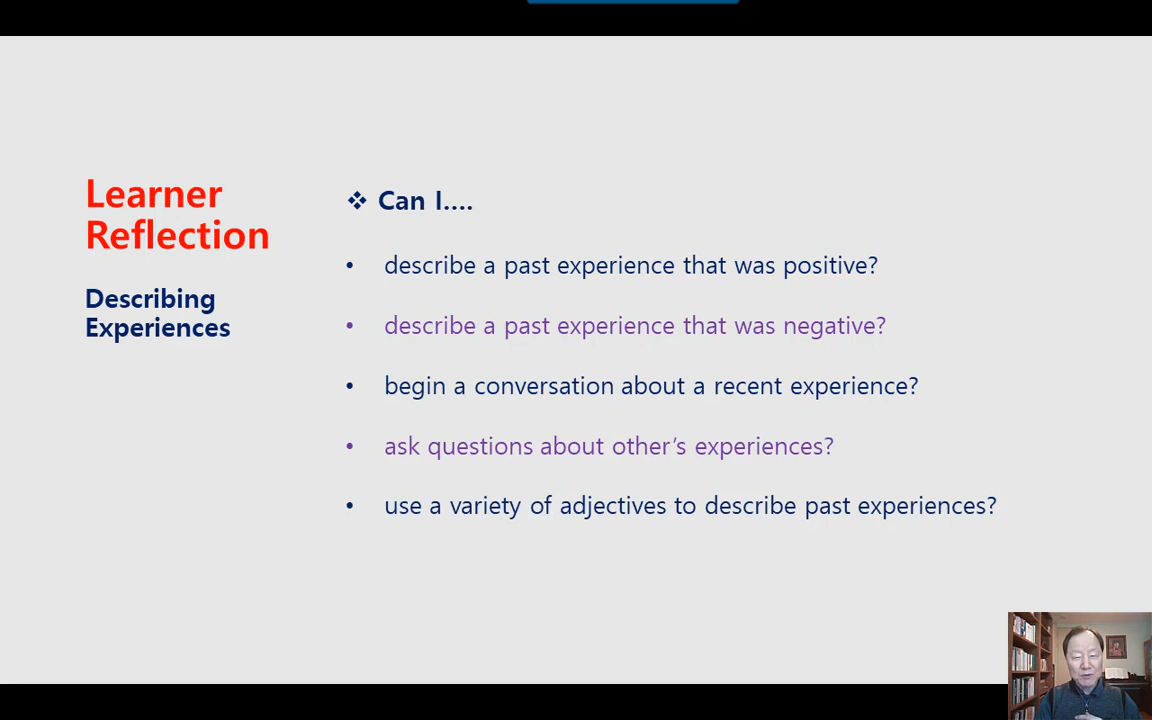 Learner
Reflection
Describing
Experiences
❖ Can I....
• describe a past experience that was positive?
• describe a past experience that was negative?
• begin a conversation about a recent experience?
• ask questions about other’s experiences?
• use a variety of adjectives to describe past experiences?